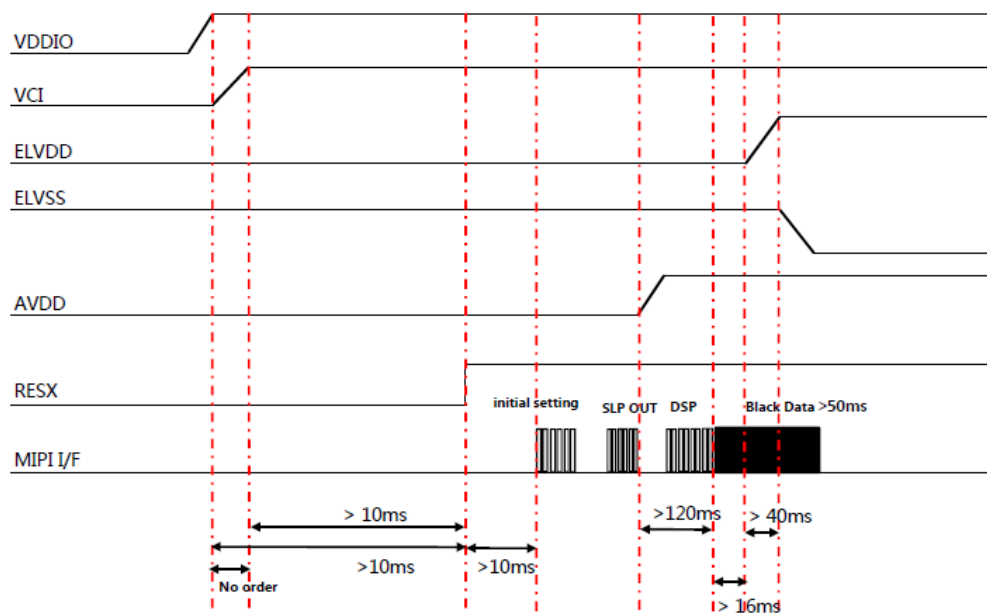 VDDIO
VCI
ELVDD
ELVSS
AVDD
RESX
initial setting
SLP OUT
DSP
Black Data >50ms
MIPI I/F
> 10ms
>120ms
> 40ms
>10ms
>10ms
No order
> 16ms